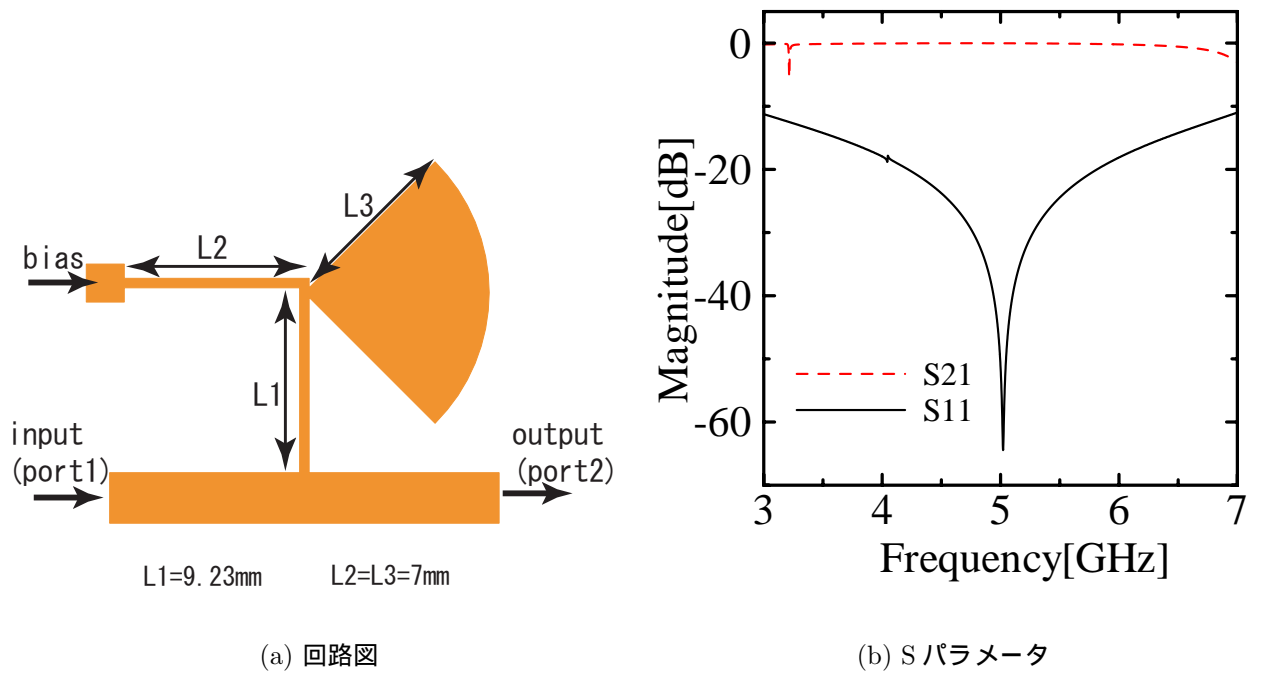 bias
L2
L3
L1
input
(port1)
output
(port2)
L1=9.23mm
L2=L3=7mm
(a) 回路図
0
-20
-40
-60
Magnitude[dB]
S21
S11
3
4
5
6
7
Frequency[GHz]
(b) S パラメータ